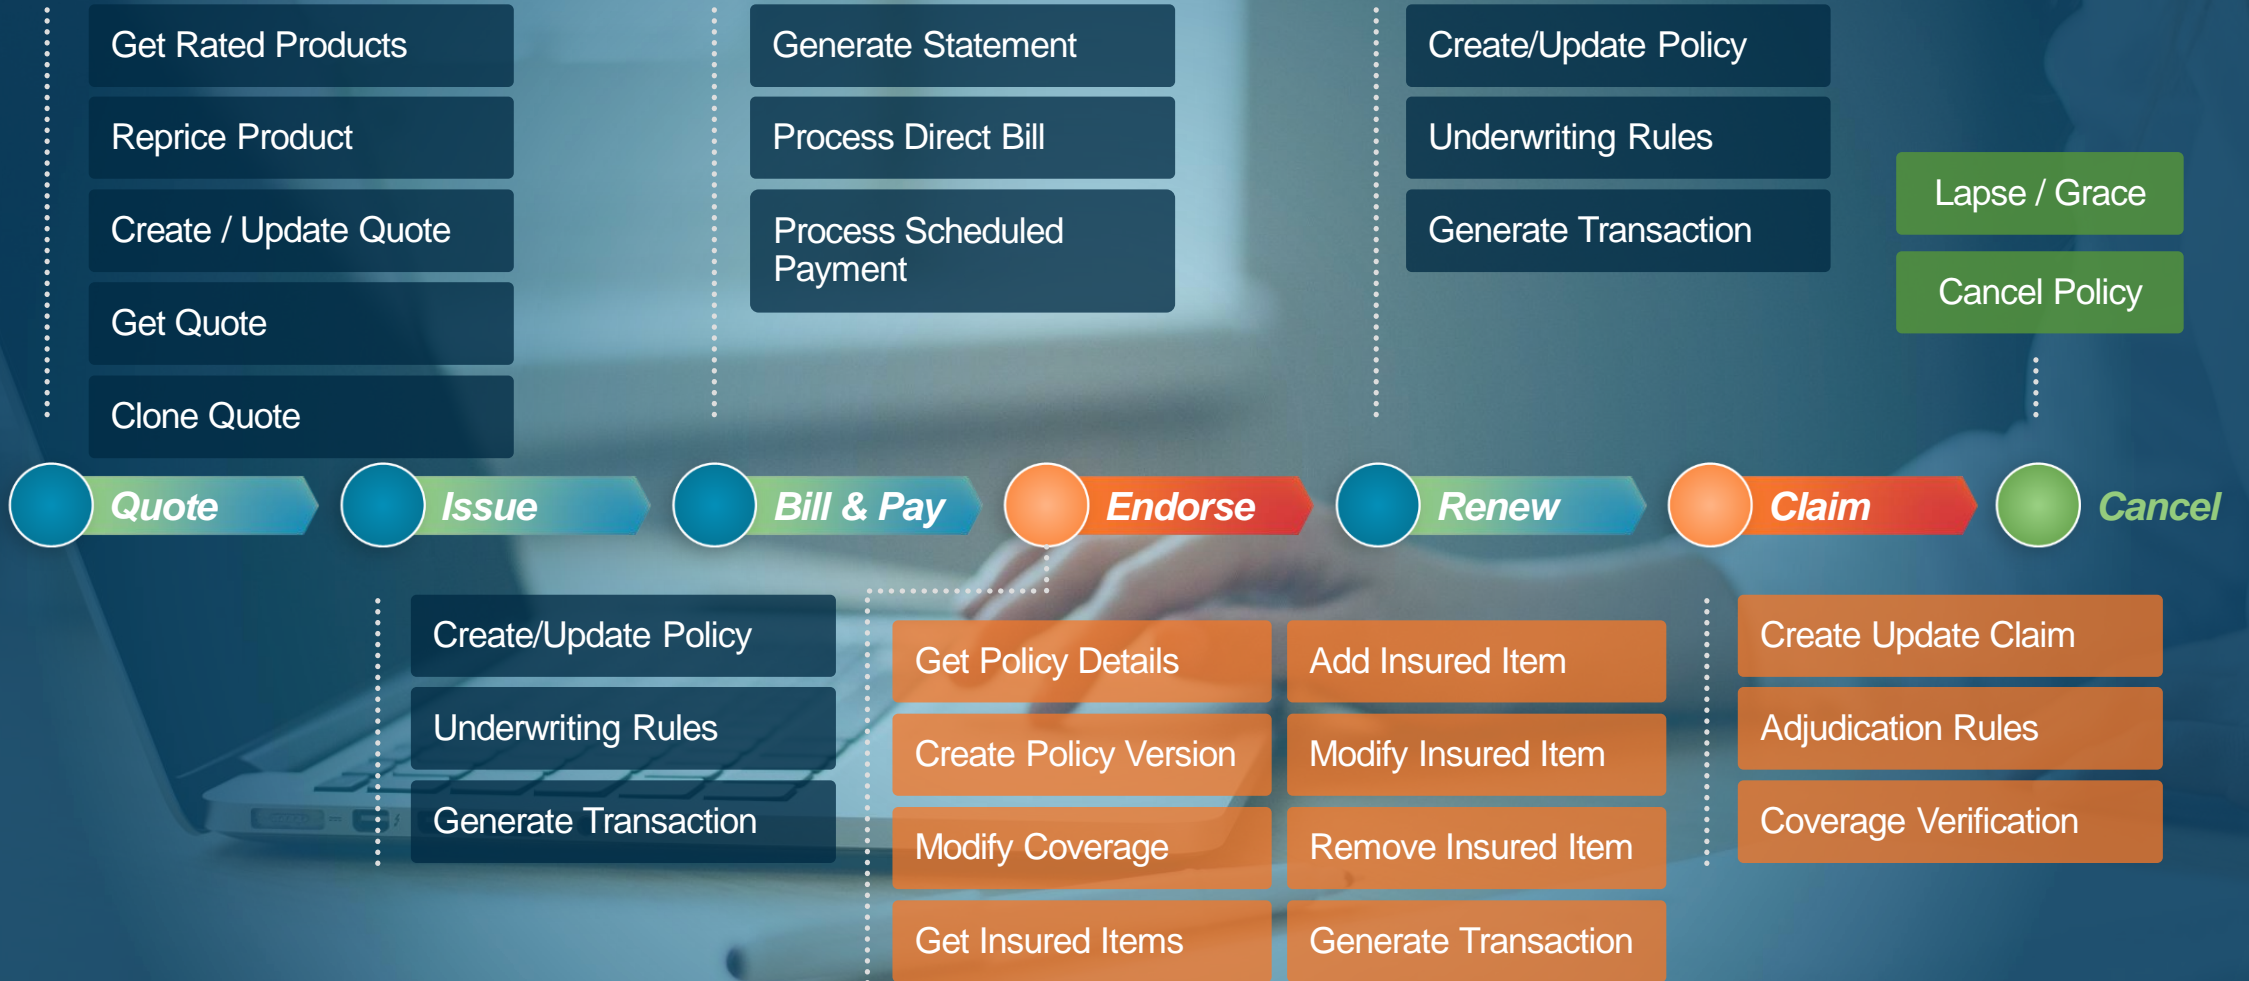 Get Rated Products
Reprice Product
Create / Update Quote
Get Quote
Clone Quote
Generate Statement
Process Direct Bill
Process Scheduled
Payment
Create/Update Policy
Underwriting Rules
Generate Transaction
Lapse / Grace
Cancel Policy
Quote
Issue
Bill & Pay
Endorse
Renew
Claim
Cancel
Create/Update Policy
Underwriting Rules
Generate Transaction
Get Policy Details
Create Policy Version
Modify Coverage
Get Insured Items
Add Insured Item
Modify Insured Item
Remove Insured Item
Generate Transaction
Create Update Claim
Adjudication Rules
Coverage Verification